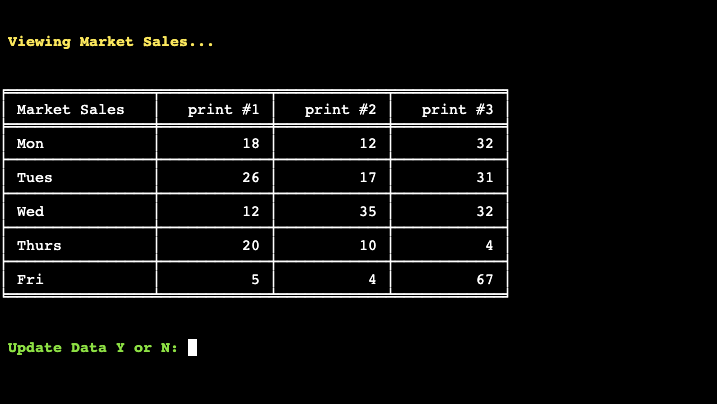 Viewing Market Sales...
Market Sales print #1 print #2 print #3
Mon 18 12 32
Tues 26 17 31
Wed 12 35 32
Thurs 20 10 4
Fri 5 4 67
Update Data Y or N: